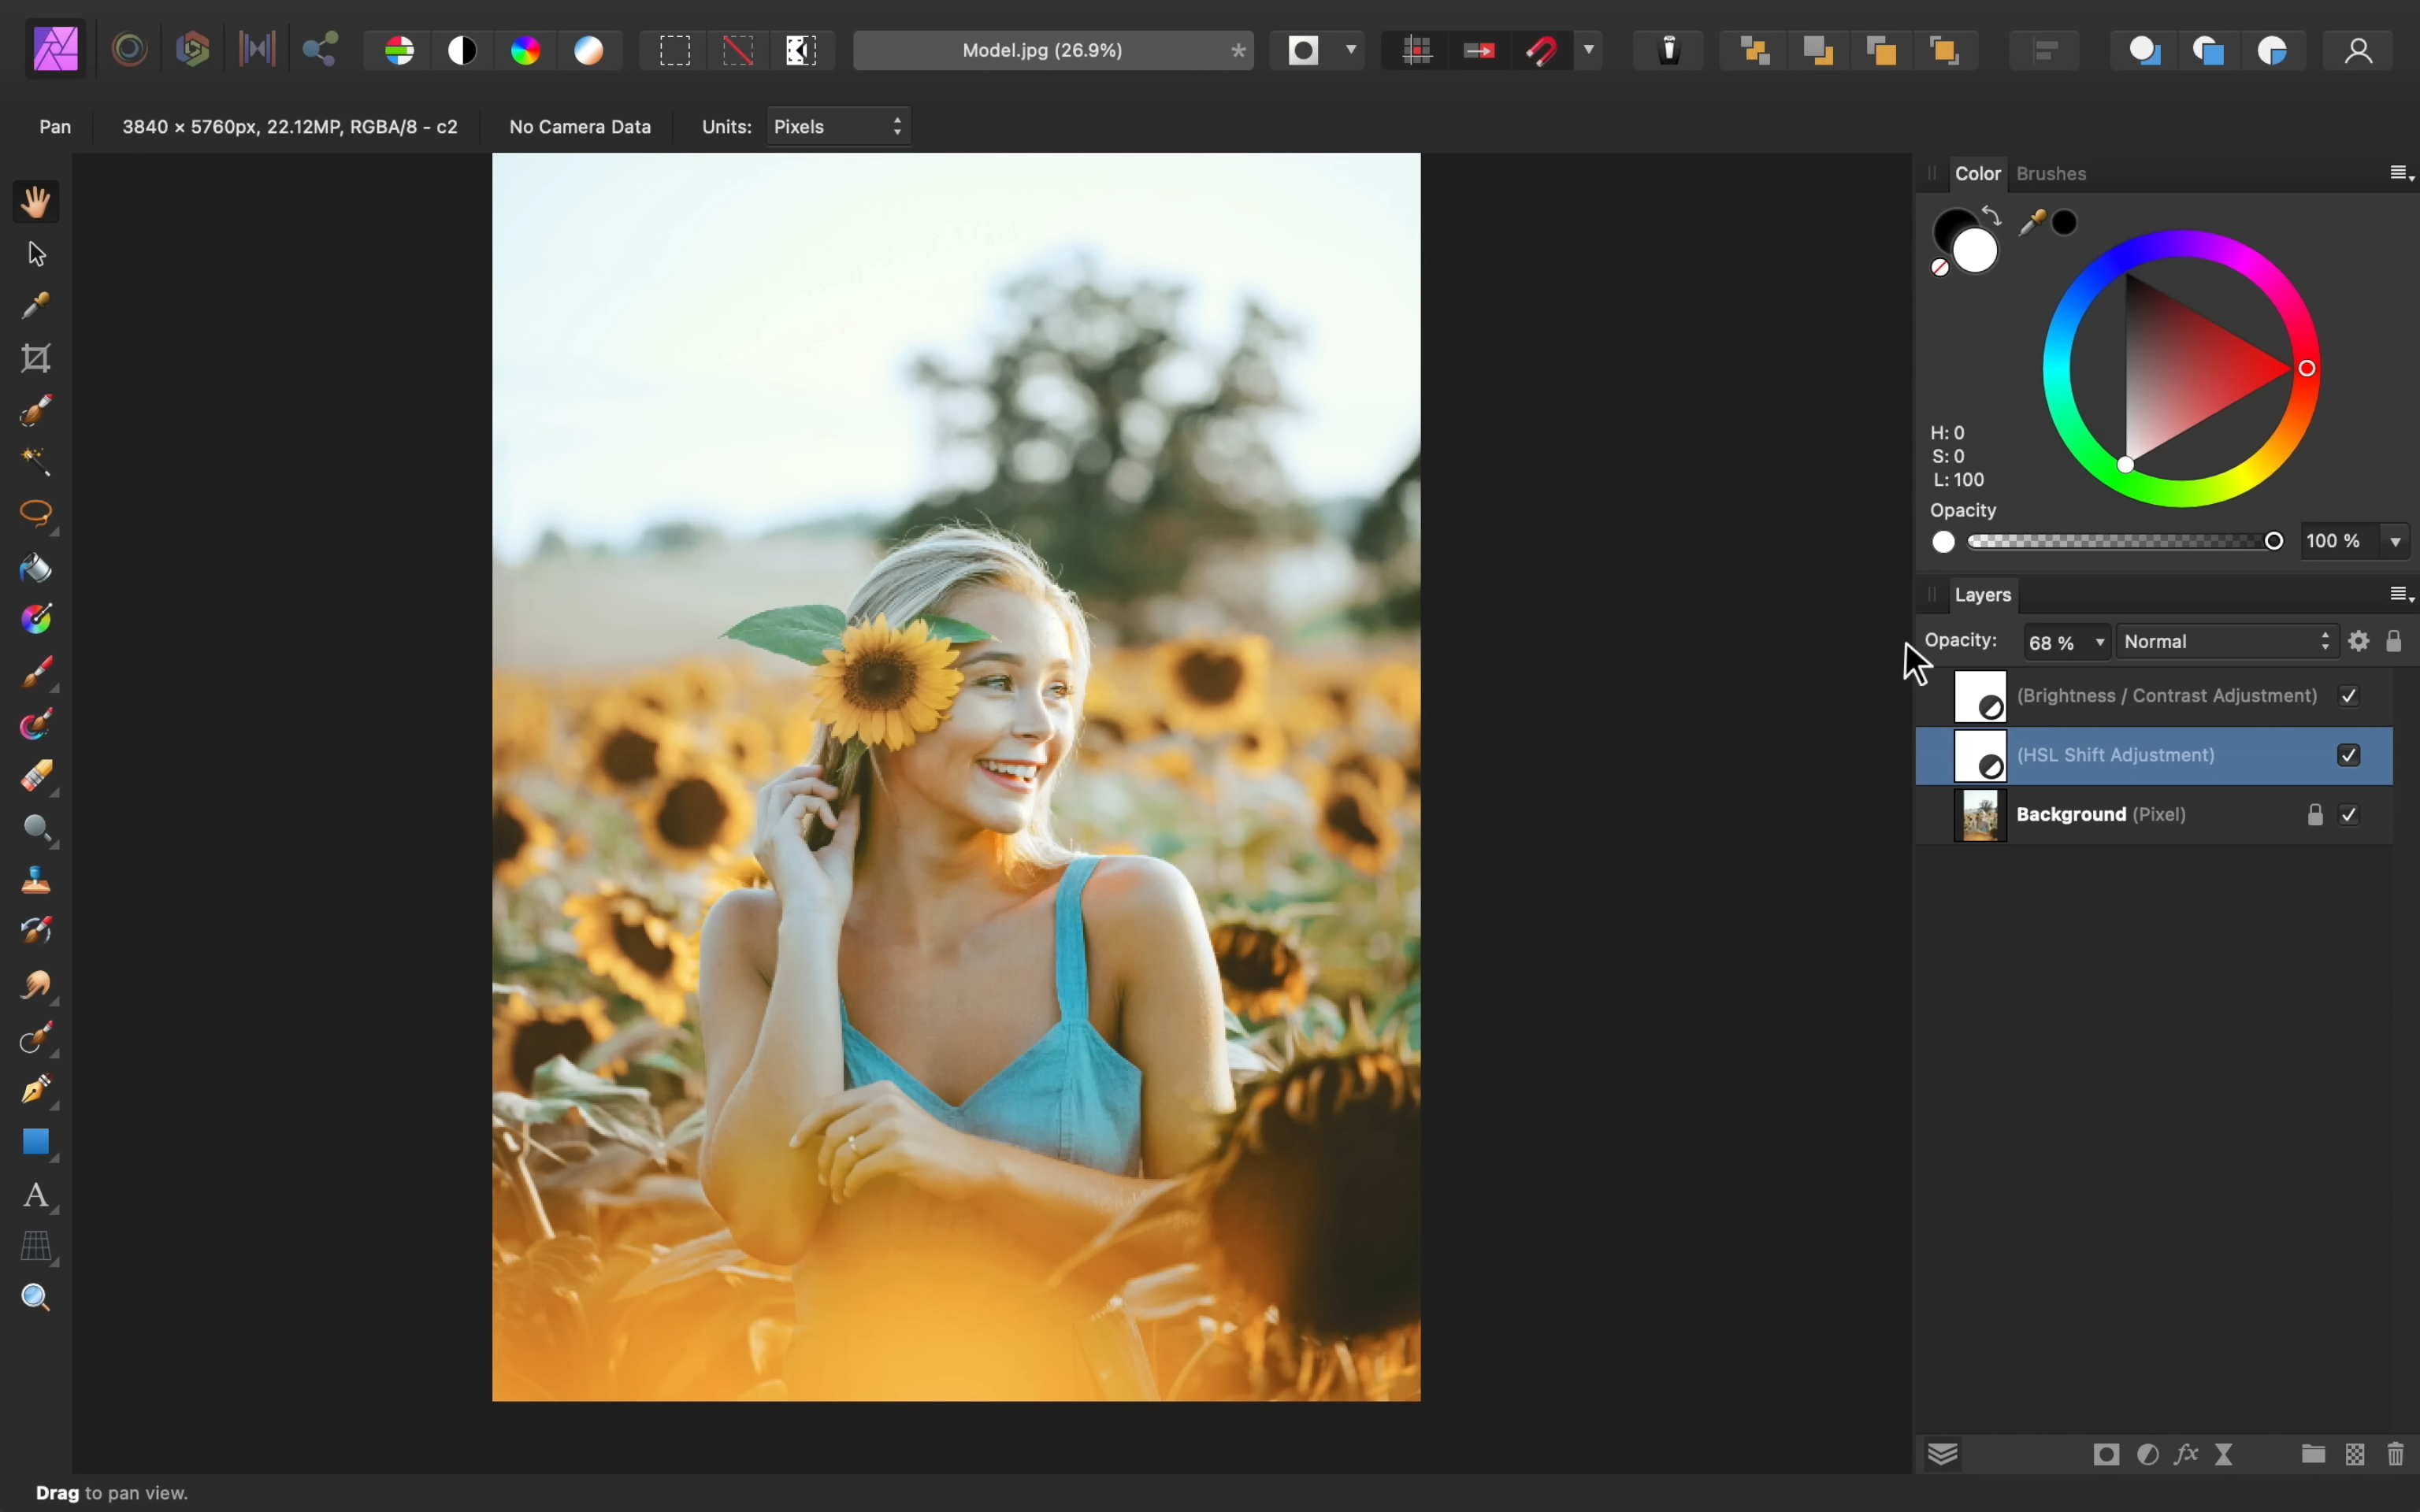 Model.jpg (26.9%)
*
Pan
3840 × 5760px, 22.12MP, RGBA/8 - c2
No Camera Data
Units:
Pixels
Color
Brushes
H: 0
S: 0
L: 100
Opacity
100 %
Layers
Opacity:
68 %
Normal
(Brightness / Contrast Adjustment)
(HSL Shift Adjustment)
Background (Pixel)
A
fx
Drag to pan view.